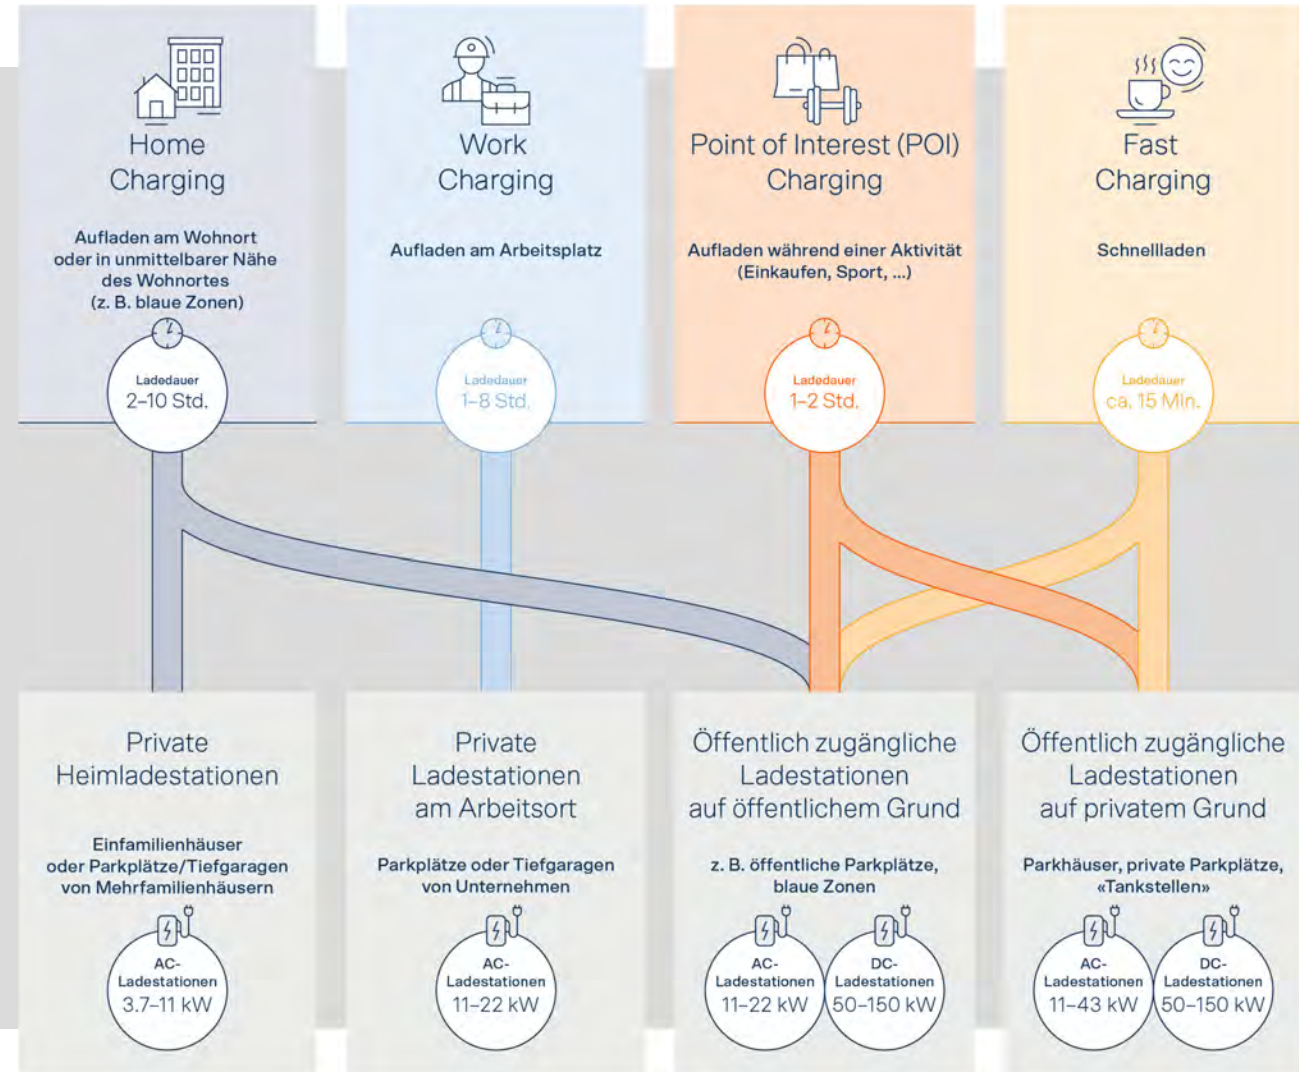 Home
Charging
Aufladen am Wohnort
oder in unmittelbarer Nähe
des Wohnortes
(z. B. blaue Zonen)
Ladedauer
2–10 Std.
Work
Charging
Aufladen am Arbeitsplatz
Ladedauer
1–8 Std.
Point of Interest (POI)
Charging
Aufladen während einer Aktivität
(Einkaufen, Sport, ...)
Ladedauer
1–2 Std.
Fast
Charging
Schnellladen
Ladedauer
ca. 15 Min.
Private
Heimladestationen
Einfamilienhäuser
oder Parkplätze/Tiefgaragen
von Mehrfamilienhäusern
AC-
Ladestationen
3.7–11 kW
Private
Ladestationen
am Arbeitsort
Parkplätze oder Tiefgaragen
von Unternehmen
AC-
Ladestationen
11–22 kW
Öffentlich zugängliche
Ladestationen
auf öffentlichem Grund
z. B. öffentliche Parkplätze,
blaue Zonen
AC-
Ladestationen
11–22 kW
DC-
Ladestationen
50–150 kW
Öffentlich zugängliche
Ladestationen
auf privatem Grund
Parkhäuser, private Parkplätze,
«Tankstellen»
AC-
Ladestationen
11–43 kW
DC-
Ladestationen
50–150 kW